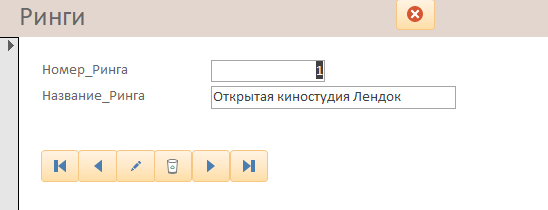 Ринги
Номер_Ринга 1
Название_Ринга Открытая киностудия Лендок